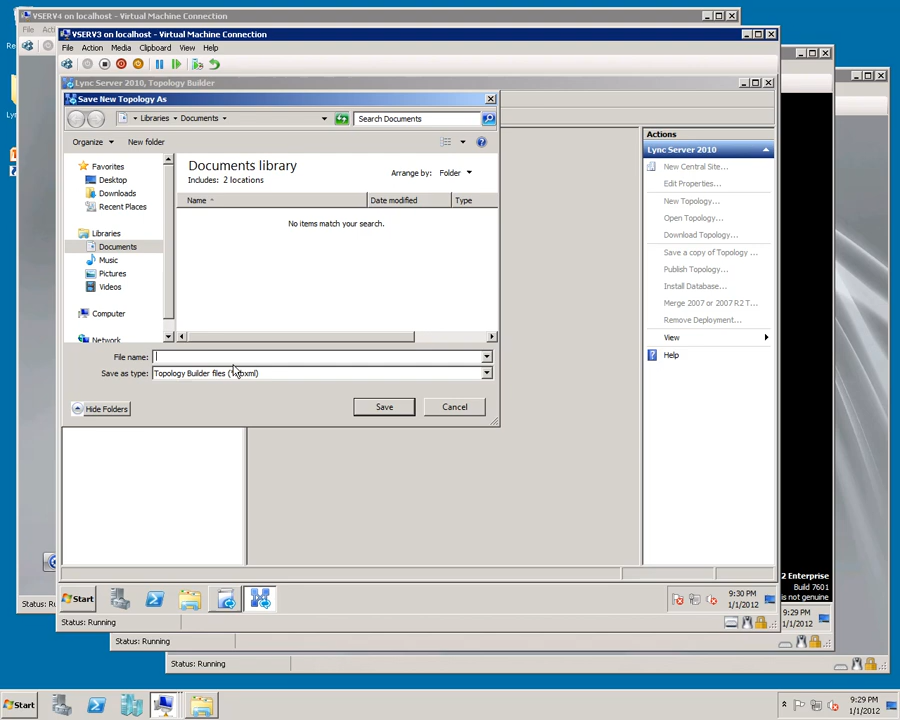 VSERV4 on localhost - Virtual Machine Connection
File
VSERV3 on localhost - Virtual Machine Connection
File Action Media Clipboard View Help
Lync Server 2010, Topology Builder
Save New Topology As
Libraries Documents
Search Documents
Organize New folder
Favorites
Desktop
Downloads
Recent Places
Libraries
Documents
Music
Pictures
Videos
Computer
Network
Documents library
Includes: 2 locations
Arrange by: Folder
Name Date modified Type
No items match your search.
File name:
Save as type: Topology Builder files
Hide Folders Save Cancel
Actions
Lync Server 2010
New Central Site...
Edit Properties...
New Topology...
Open Topology...
Download Topology...
Save a copy of Topology ...
Publish Topology...
Install Database...
Merge 2007 or 2007 R2 T...
Remove Deployment...
View
Help
2 Enterprise
Build 7601
is not genuine
Start
9:30 PM
1/1/2012
9:29 PM
1/1/2012
Status: Running
Status: Running
Status: Running
Start
9:29 PM
1/1/2012